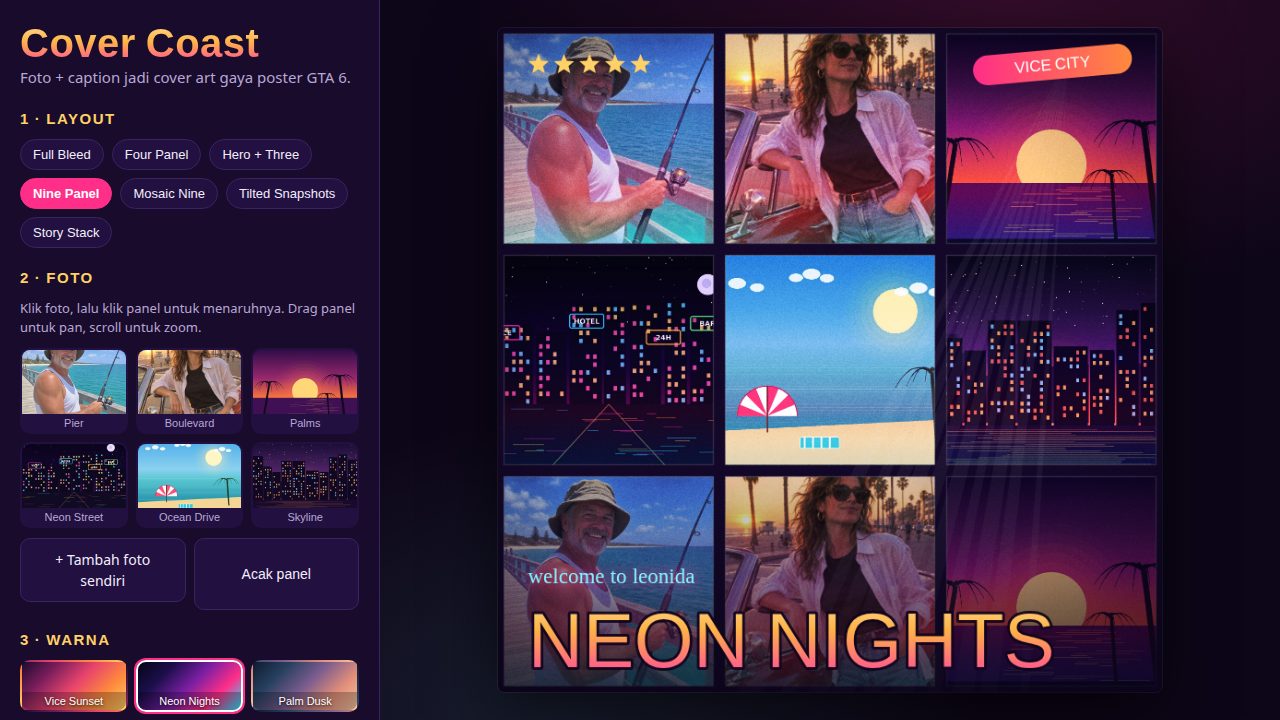 Cover Coast
Foto + caption jadi cover art gaya poster GTA 6.
1 · LAYOUT
Full Bleed
Four Panel
Hero + Three
Nine Panel
Mosaic Nine
Tilted Snapshots
Story Stack
2 · FOTO
Klik foto, lalu klik panel untuk menaruhnya. Drag panel
untuk pan, scroll untuk zoom.
Pier
Boulevard
Palms
Neon Street
Ocean Drive
Skyline
+ Tambah foto
sendiri
Acak panel
3 · WARNA
Vice Sunset
Neon Nights
Palm Dusk
VICE CITY
HOTEL
24H
welcome to leonida
NEON NIGHTS